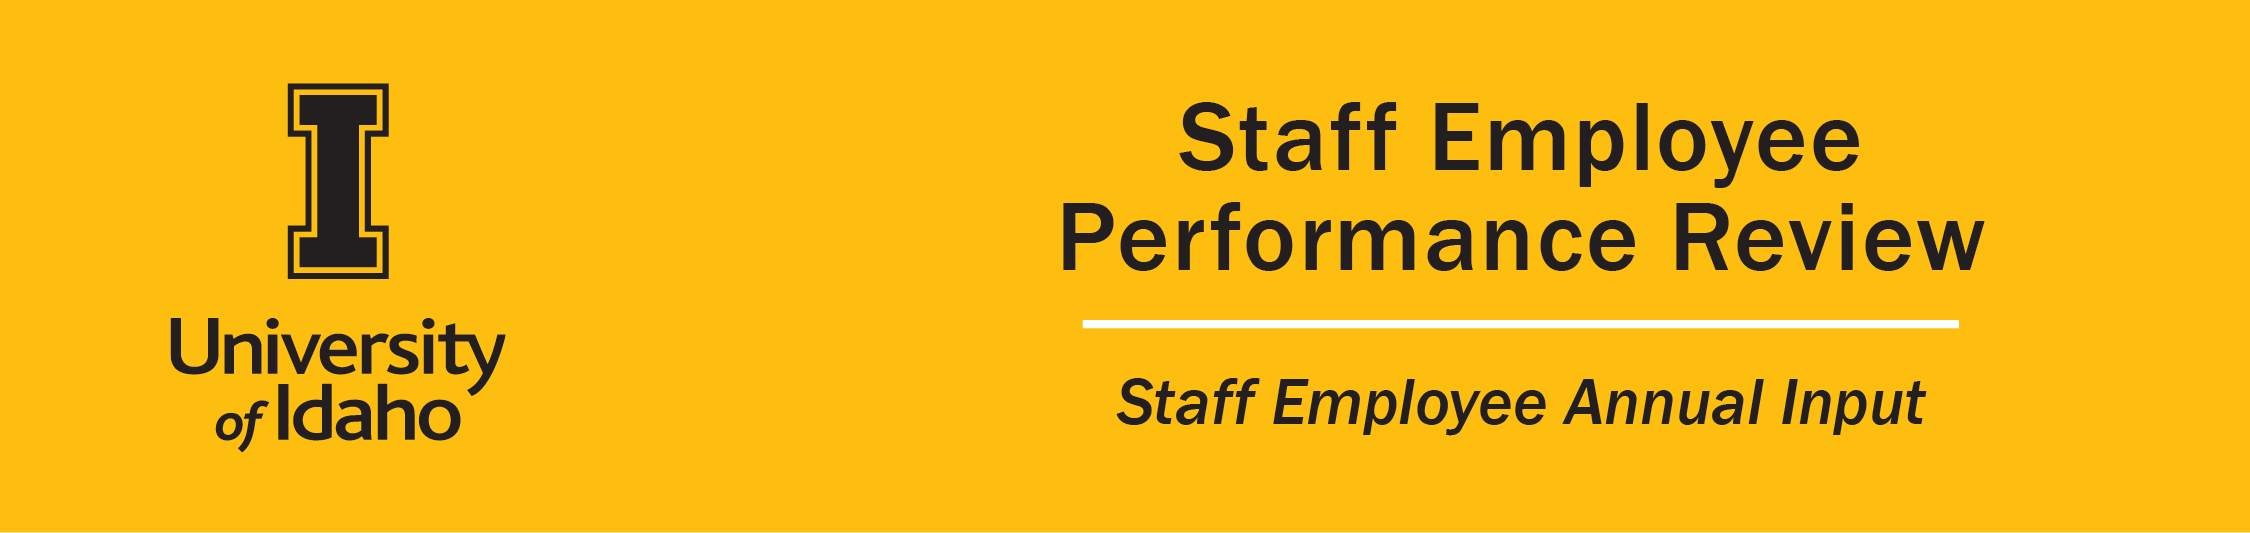 I
University
of Idaho
Staff Employee
Performance Review
Staff Employee Annual Input